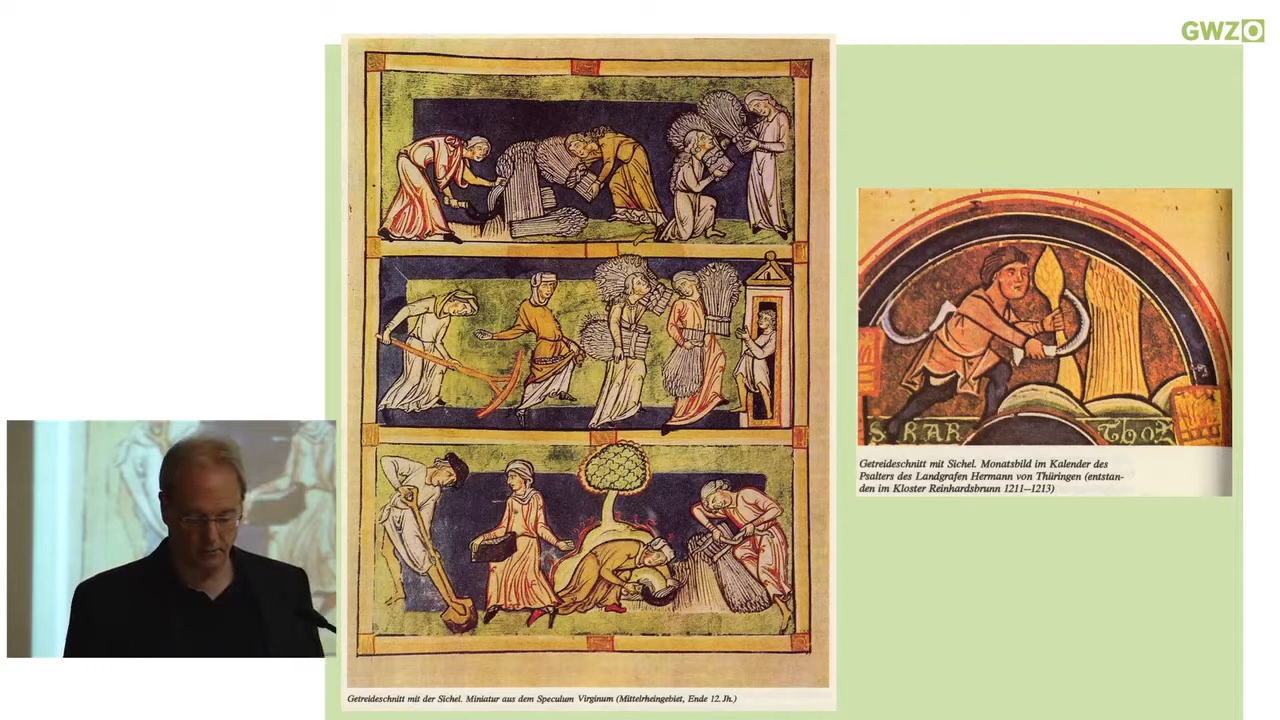 GWZO
Getreideschnitt mit Sichel. Monatsbild im Kalender des
Psalters des Landgrafen Hermann von Thüringen (entstan-
den im Kloster Reinhardsbrunn 1211—1213)
Getreideschnitt mit der Sichel. Miniatur aus dem Speculum Virginum (Mittelrheingebiet, Ende 12. Jh.)